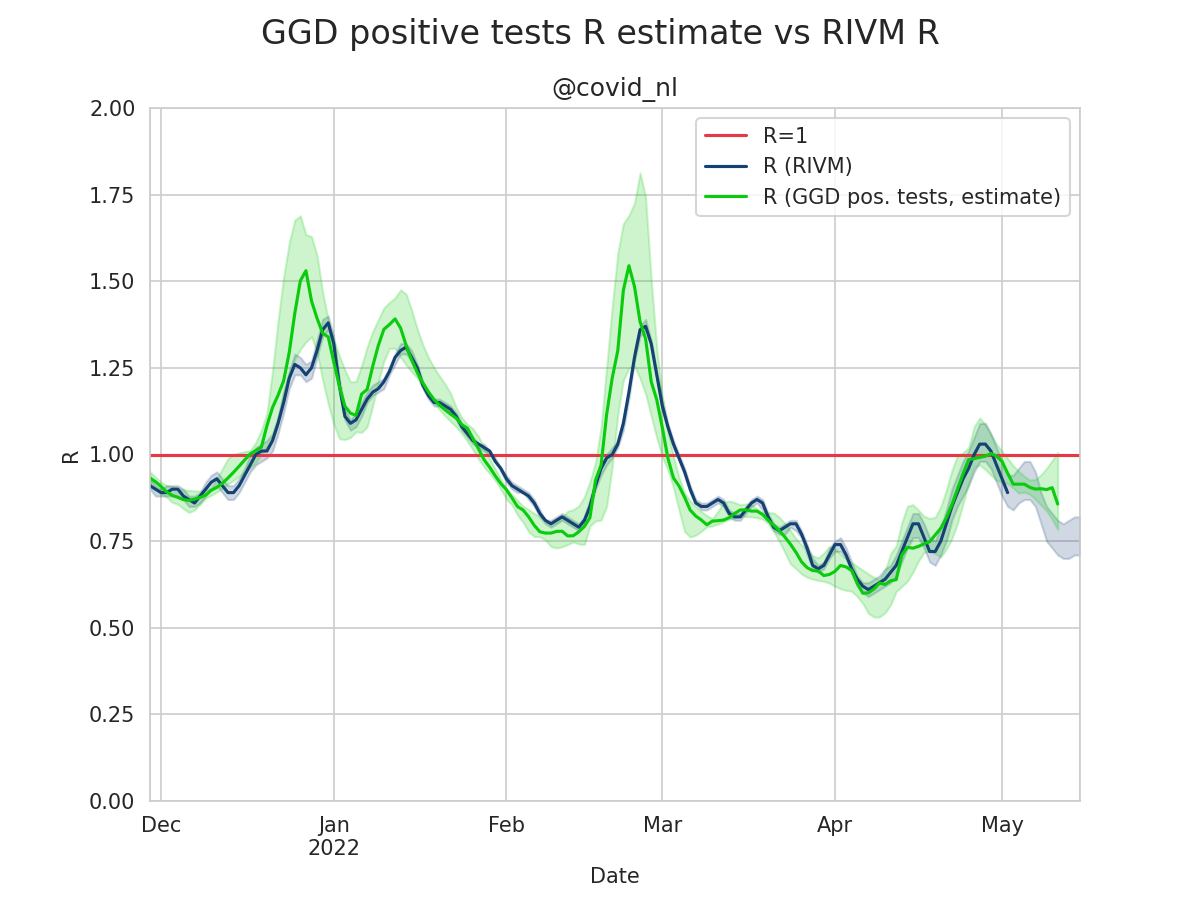 GGD positive tests R estimate vs RIVM R
@covid_nl
2.00
1.75
1.50
1.25
1.00
0.75
0.50
0.25
0.00
R
R=1
R (RIVM)
R (GGD pos. tests, estimate)
Dec
Jan
2022
Feb
Mar
Apr
May
Date